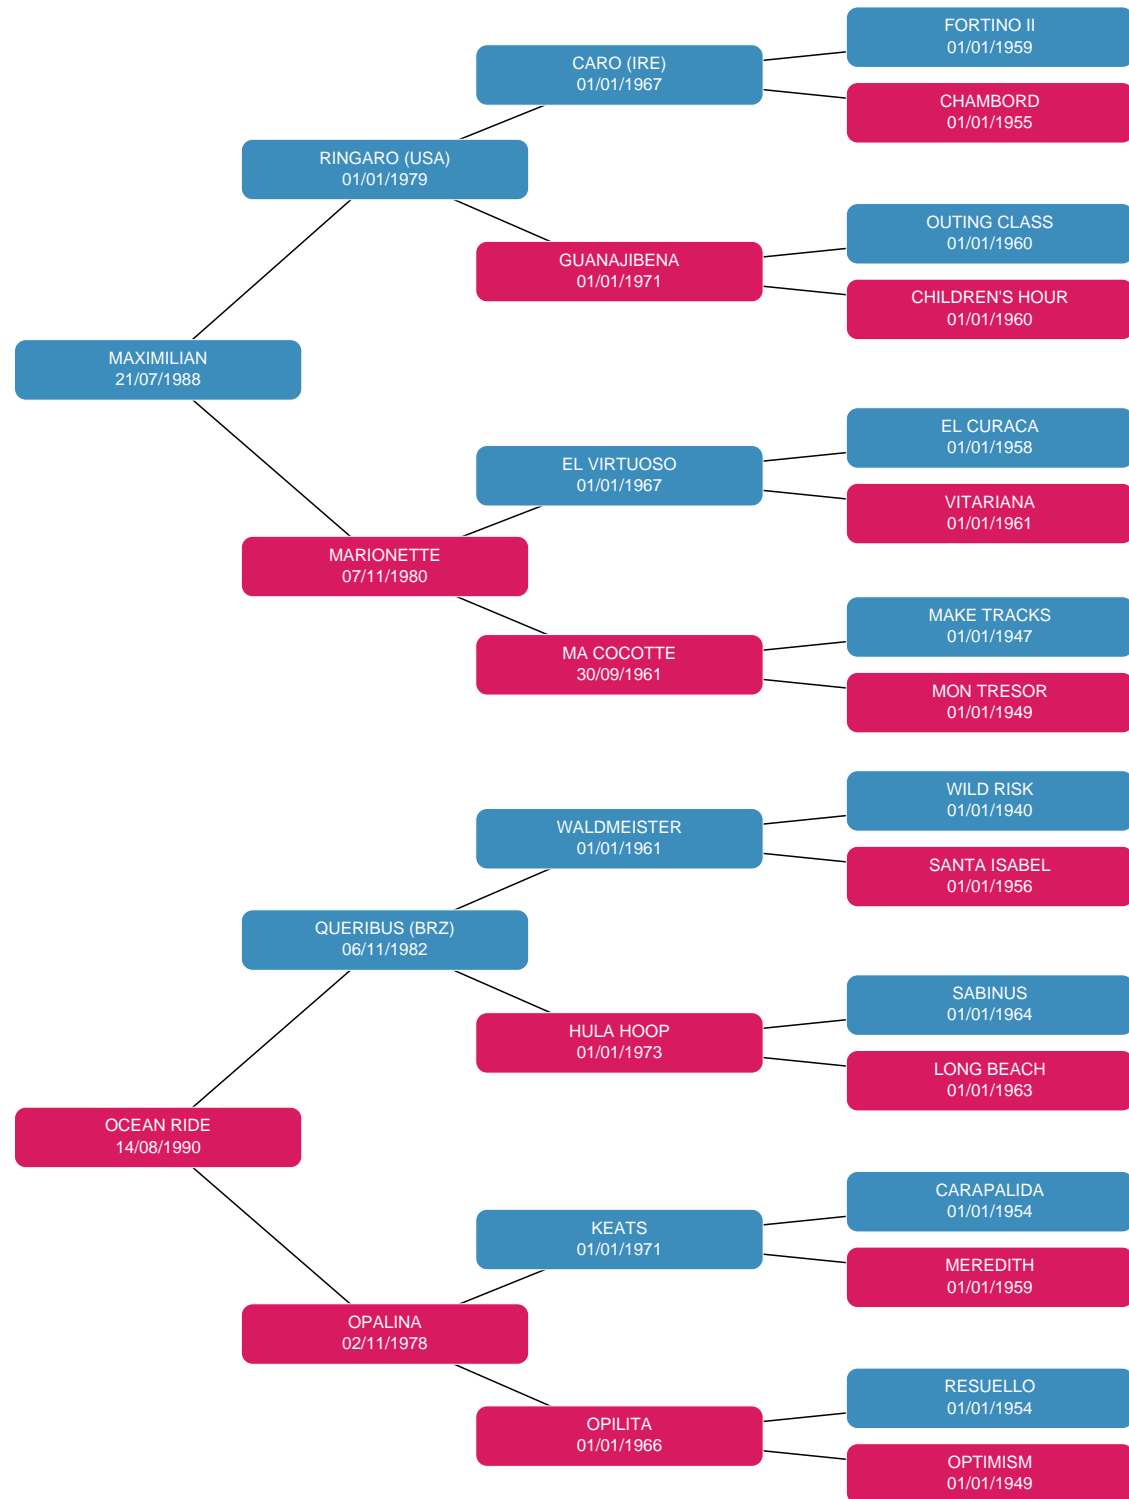 FORTINO II
01/01/1959
CARO (IRE)
01/01/1967
CHAMBORD
01/01/1955
RINGARO (USA)
01/01/1979
OUTING CLASS
01/01/1960
GUANAJIBENA
01/01/1971
CHILDREN'S HOUR
01/01/1960
MAXIMILIAN
21/07/1988
EL CURACA
01/01/1958
EL VIRTUOSO
01/01/1967
VITARIANA
01/01/1961
MARIONETTE
07/11/1980
MAKE TRACKS
01/01/1947
MA COCOTTE
30/09/1961
MON TRESOR
01/01/1949
WILD RISK
01/01/1940
WALDMEISTER
01/01/1961
SANTA ISABEL
01/01/1956
QUERIBUS (BRZ)
06/11/1982
SABINUS
01/01/1964
HULA HOOP
01/01/1973
LONG BEACH
01/01/1963
OCEAN RIDE
14/08/1990
CARAPALIDA
01/01/1954
KEATS
01/01/1971
MEREDITH
01/01/1959
OPALINA
02/11/1978
RESUELLO
01/01/1954
OPILITA
01/01/1966
OPTIMISM
01/01/1949